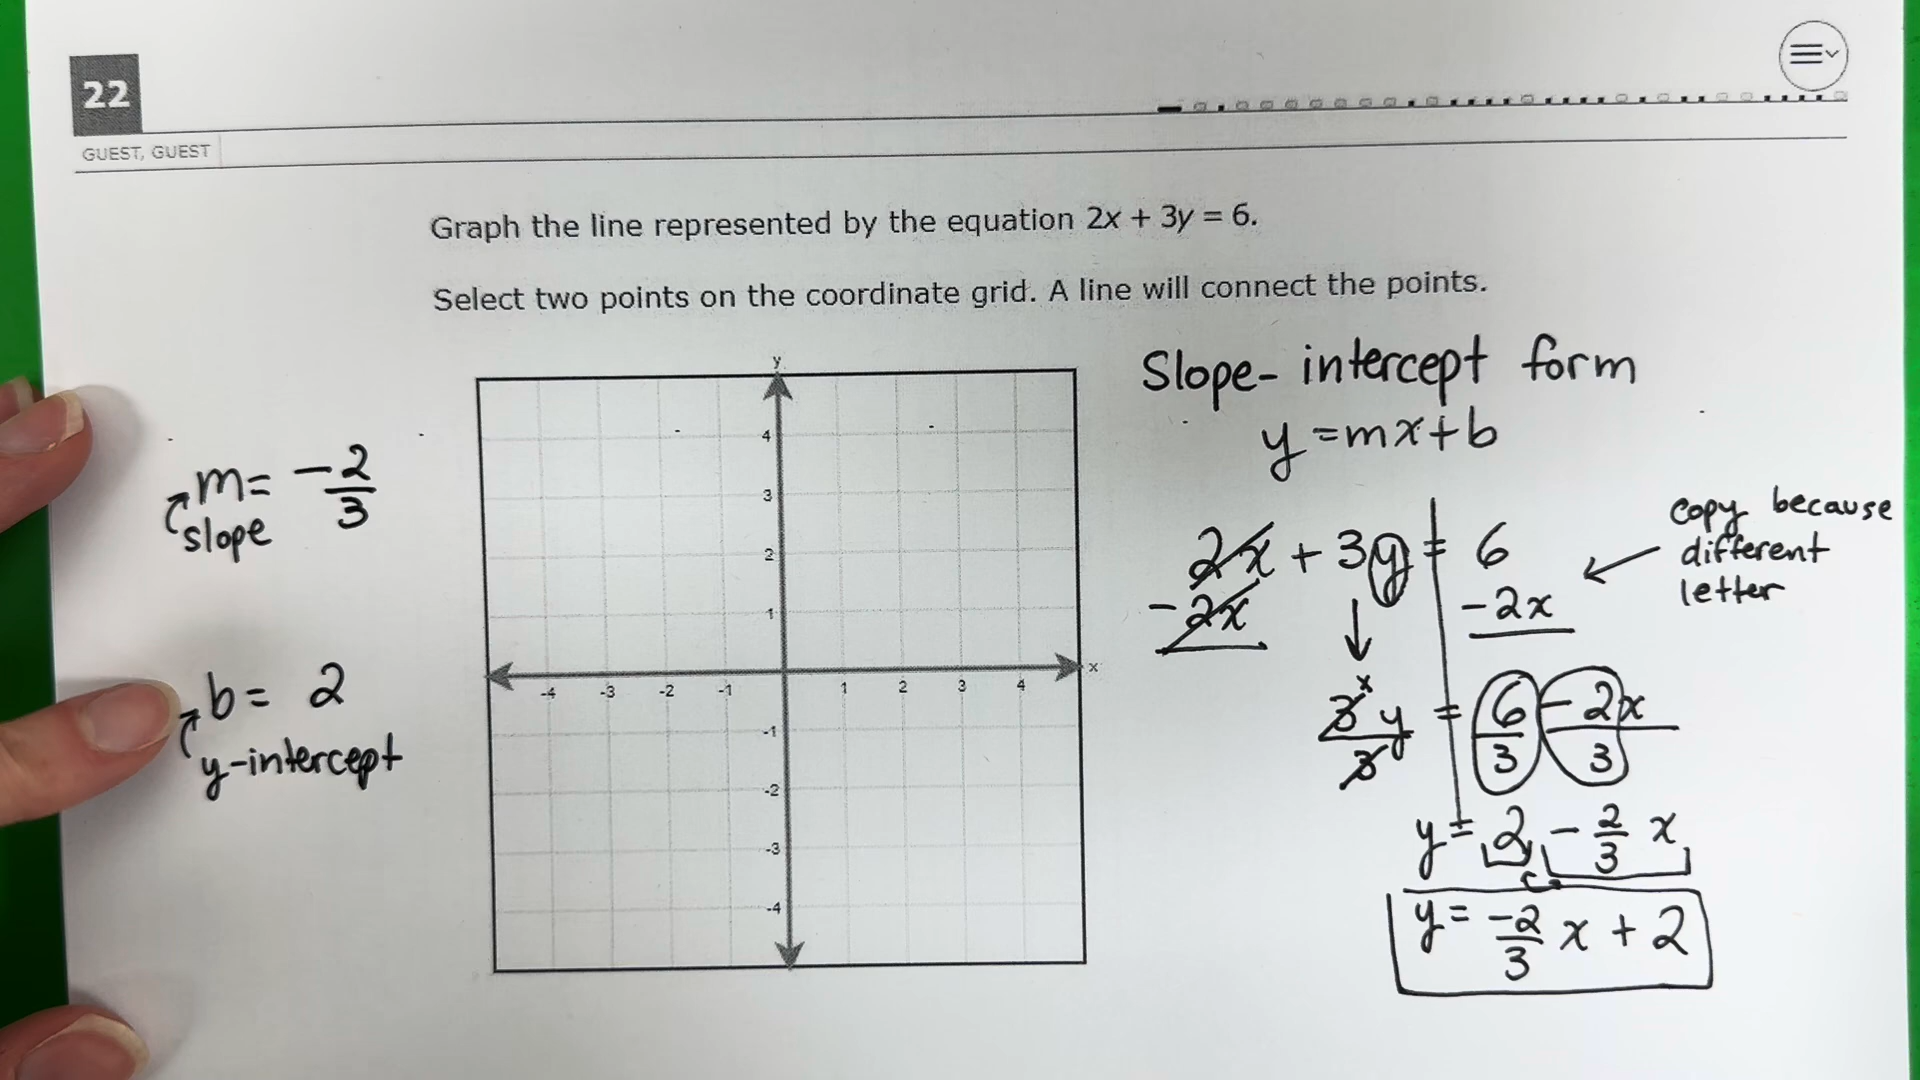 22
GUEST, GUEST
Graph the line represented by the equation 2x + 3y = 6.
Select two points on the coordinate grid. A line will connect the points.
m= -2/3
slope
b= 2
y-intercept
y
4
3
2
1
-4 -3 -2 -1 1 2 3 4 x
-1
-2
-3
-4
Slope-intercept form
y=mx+b
2x + 3y = 6
-2x -2x
copy because
different
letter
3y/3 = 6/3 -2x/3
y= 2 - 2/3 x
y= -2/3 x + 2